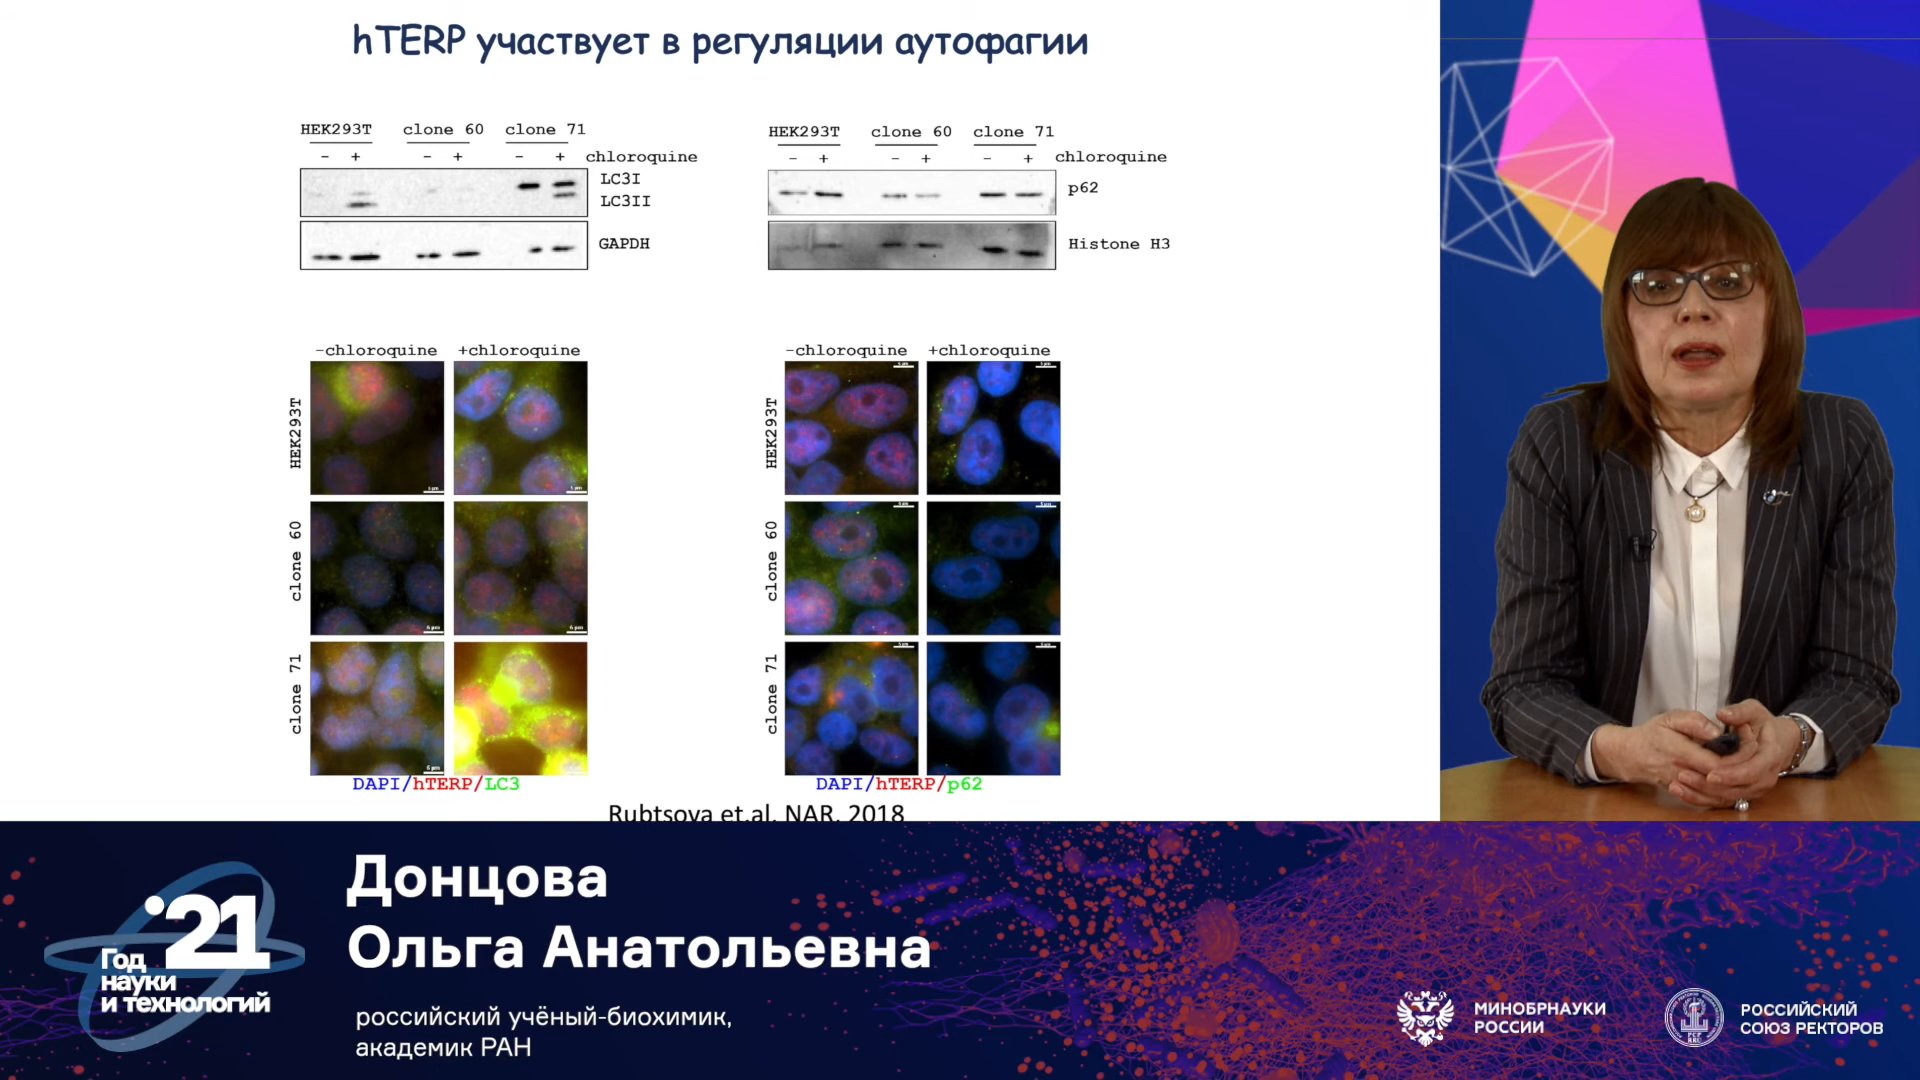 hTERP участвует в регуляции аутофагии
HEK293T clone 60 clone 71
- + - + - + chloroquine
LC3I
LC3II
GAPDH
HEK293T clone 60 clone 71
- + - + - + chloroquine
p62
Histone H3
-chloroquine +chloroquine
HEK293T
clone 60
clone 71
DAPI/hTERP/LC3
-chloroquine +chloroquine
HEK293T
clone 60
clone 71
DAPI/hTERP/p62
Rubtsova et.al. NAR, 2018
'21
Год
науки
и технологий
Донцова
Ольга Анатольевна
российский учёный-биохимик,
академик РАН
МИНОБРНАУКИ
РОССИИ
РОССИЙСКИЙ
СОЮЗ РЕКТОРОВ